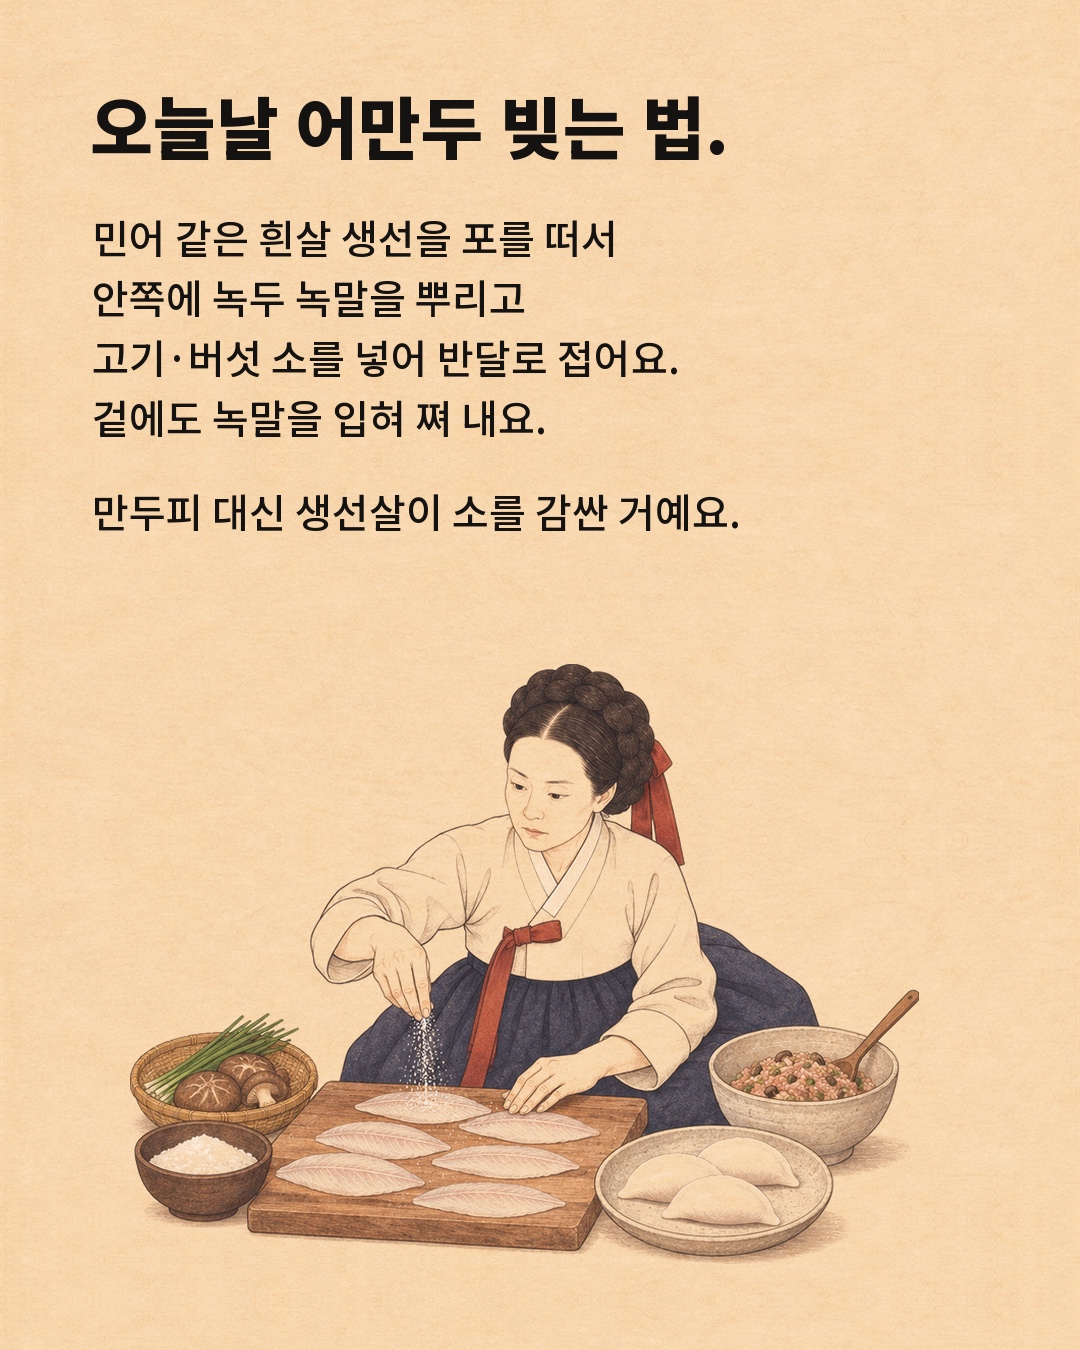 오늘날 어만두 빚는 법.
민어 같은 흰살 생선을 포를 떠서
안쪽에 녹두 녹말을 뿌리고
고기·버섯 소를 넣어 반달로 접어요.
겉에도 녹말을 입혀 쪄 내요.
만두피 대신 생선살이 소를 감싼 거예요.